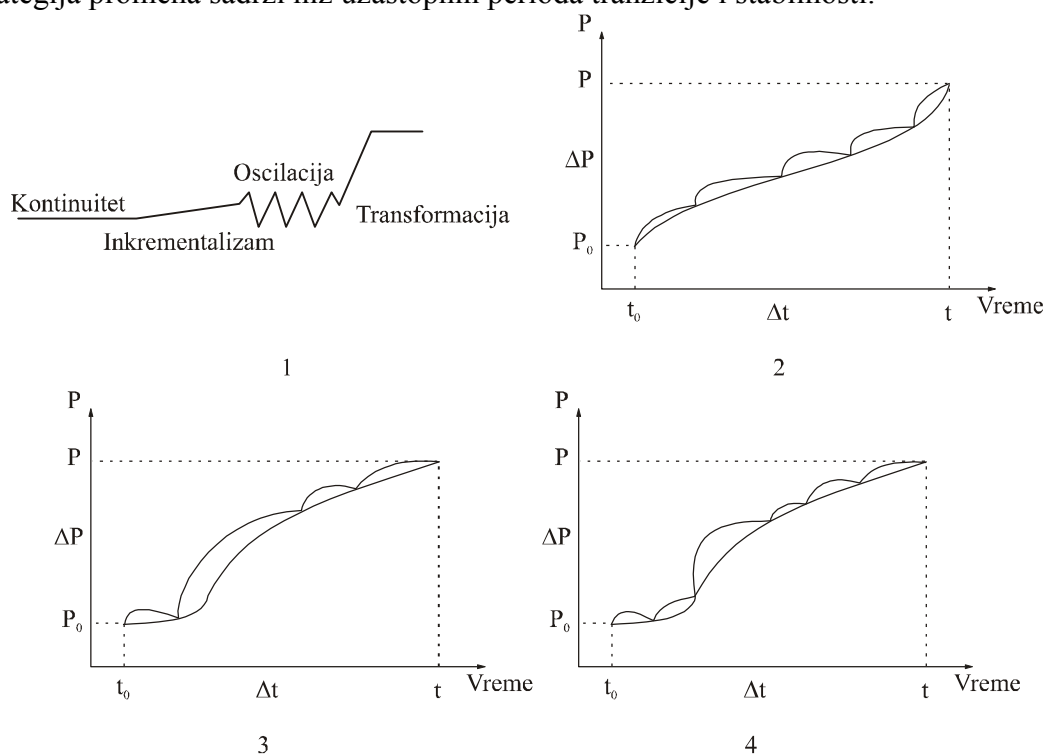 ategija promena sadrži niz uzastopnih perioda tranzicije i stabilnosti.
Kontinuitet
Inkrementalizam
Oscilacija
Transformacija
1
P
P
ΔP
P₀
t₀
Δt
t
Vreme
2
P
P
ΔP
P₀
t₀
Δt
t
Vreme
3
P
P
ΔP
P₀
t₀
Δt
t
Vreme
4